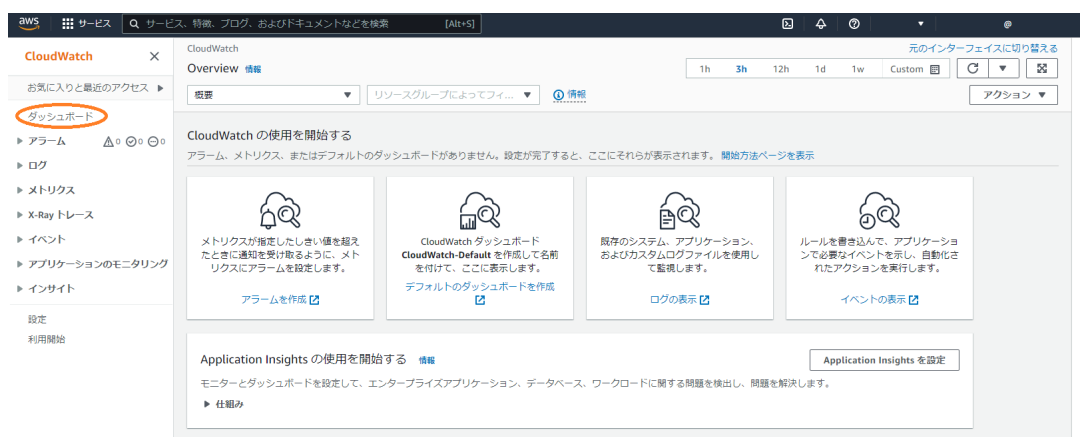 aws サービス サービス、特徴、ブログ、およびドキュメントなどを検索 [Alt+S] @
CloudWatch
お気に入りと最近のアクセス
ダッシュボード
アラーム 0 0 0
ログ
メトリクス
X-Ray トレース
イベント
アプリケーションのモニタリング
インサイト
設定
利用開始
CloudWatch
元のインターフェイスに切り替える
Overview 情報
1h 3h 12h 1d 1w Custom
概要 リソースグループによってフィ... 情報
アクション
CloudWatch の使用を開始する
アラーム、メトリクス、またはデフォルトのダッシュボードがありません。設定が完了すると、ここにそれらが表示されます。 開始方法ページを表示
メトリクスが指定したしきい値を超え
たときに通知を受け取るように、メト
リクスにアラームを設定します。
アラームを作成
CloudWatch ダッシュボード
CloudWatch-Default を作成して名前
を付けて、ここに表示します。
デフォルトのダッシュボードを作成
既存のシステム、アプリケーション、
およびカスタムログファイルを使用し
て監視します。
ログの表示
ルールを書き込んで、アプリケーショ
ンで必要なイベントを示し、自動化さ
れたアクションを実行します。
イベントの表示
Application Insights の使用を開始する 情報
Application Insights を設定
モニターとダッシュボードを設定して、エンタープライズアプリケーション、データベース、ワークロードに関する問題を検出し、問題を解決します。
仕組み